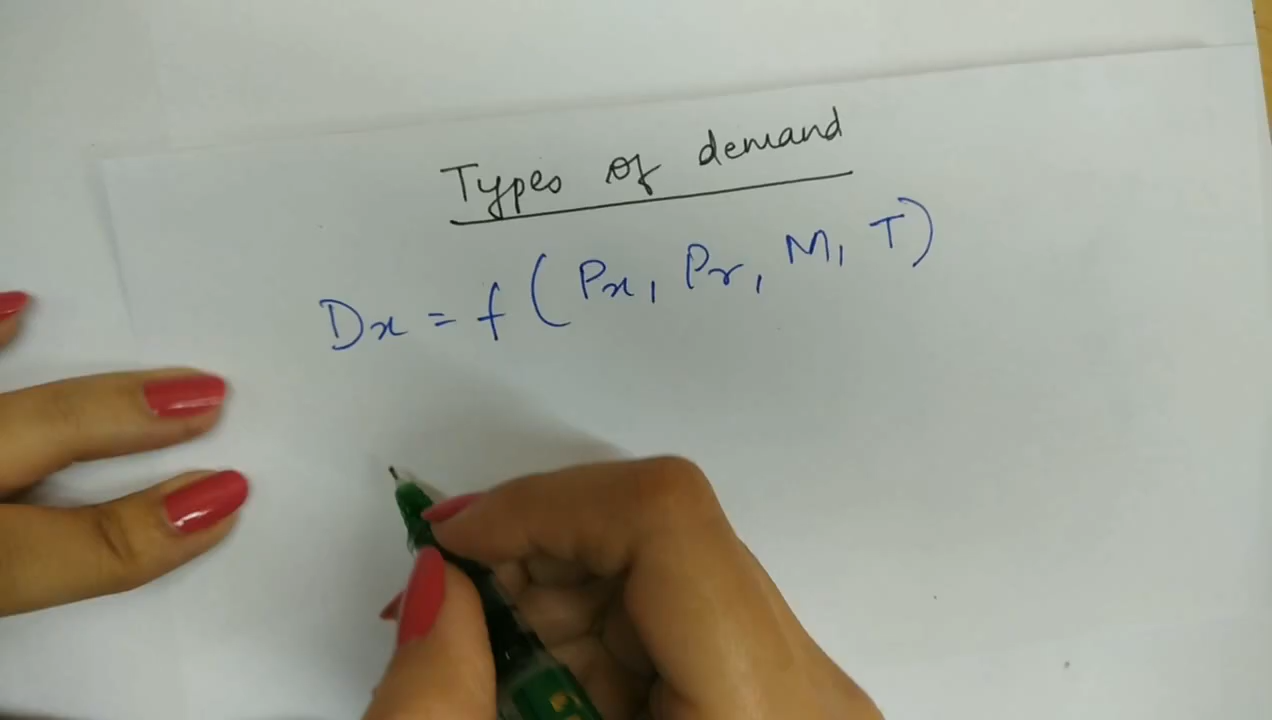 Types of demand
Dx = f (Px, Pr, M, T)